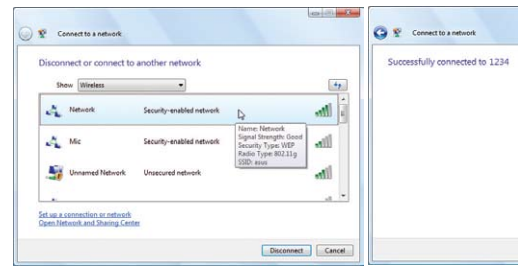 Connect to a network
Disconnect or connect to another network
Show Wireless
Network Security-enabled network
Name: Network
Signal Strength: Good
Security Type: WEP
Radio Type: 802.11g
SSID: asus
Mic Security-enabled network
Unnamed Network Unsecured network
Set up a connection or network
Open Network and Sharing Center
Disconnect Cancel
Connect to a network
Successfully connected to 1234